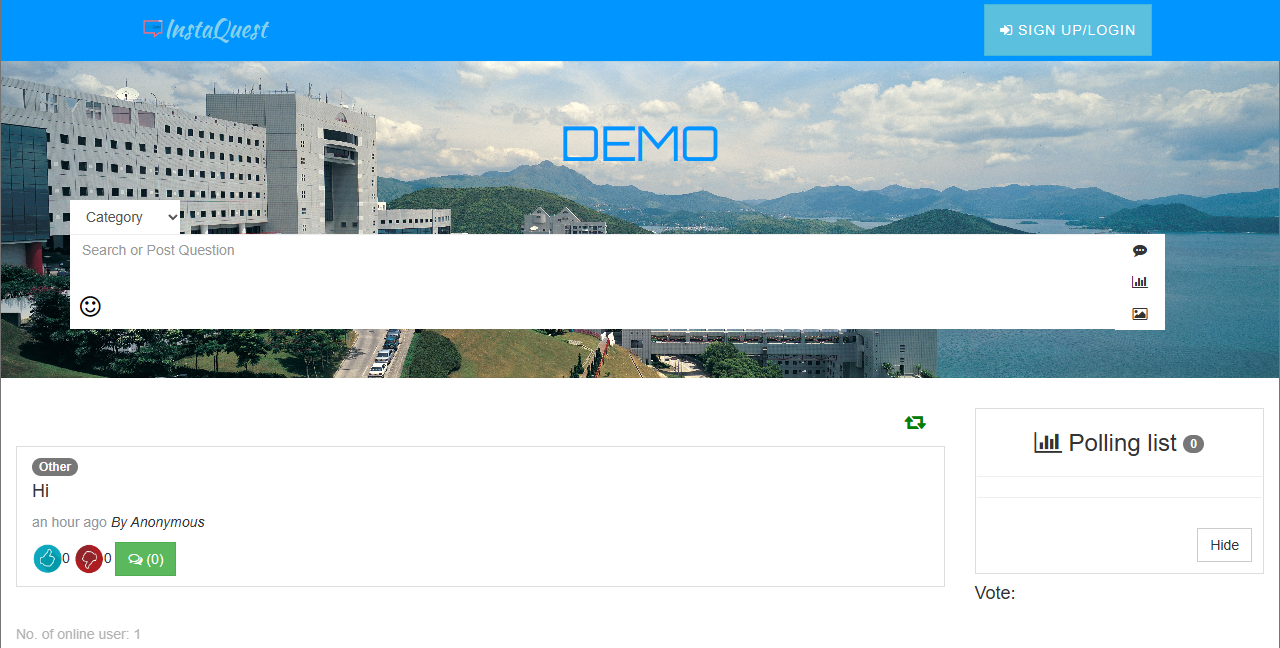 InstaQuest
SIGN UP/LOGIN
DEMO
Category
Search or Post Question
Polling list 0
Other
Hi
an hour ago By Anonymous
0 0 (0)
Hide
Vote:
No. of online user: 1